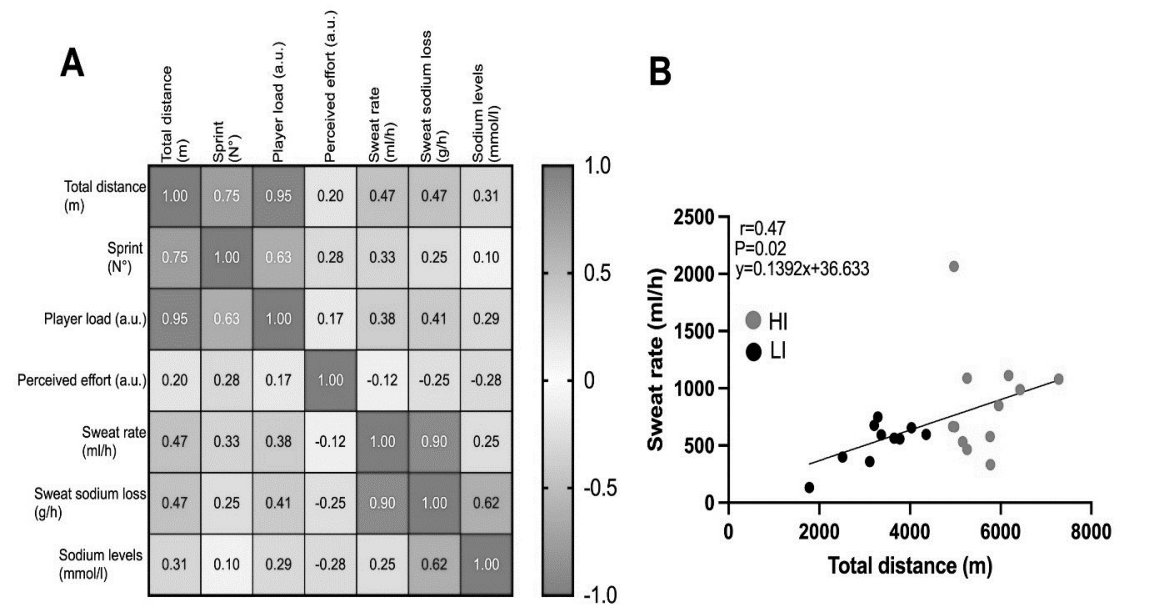 A
Total distance
(m)
Sprint
(N°)
Player load (a.u.)
Perceived effort (a.u.)
Sweat rate
(ml/h)
Sweat sodium loss
(g/h)
Sodium levels
(mmol/l)
Total distance
(m)
1.00 0.75 0.95 0.20 0.47 0.47 0.31
Sprint
(N°)
0.75 1.00 0.63 0.28 0.33 0.25 0.10
Player load (a.u.)
0.95 0.63 1.00 0.17 0.38 0.41 0.29
Perceived effort (a.u.)
0.20 0.28 0.17 1.00 -0.12 -0.25 -0.28
Sweat rate
(ml/h)
0.47 0.33 0.38 -0.12 1.00 0.90 0.25
Sweat sodium loss
(g/h)
0.47 0.25 0.41 -0.25 0.90 1.00 0.62
Sodium levels
(mmol/l)
0.31 0.10 0.29 -0.28 0.25 0.62 1.00
1.0
0.5
0
-0.5
-1.0
B
r=0.47
P=0.02
y=0.1392x+36.633
HI
LI
Sweat rate (ml/h)
2500
2000
1500
1000
500
0
0 2000 4000 6000 8000
Total distance (m)